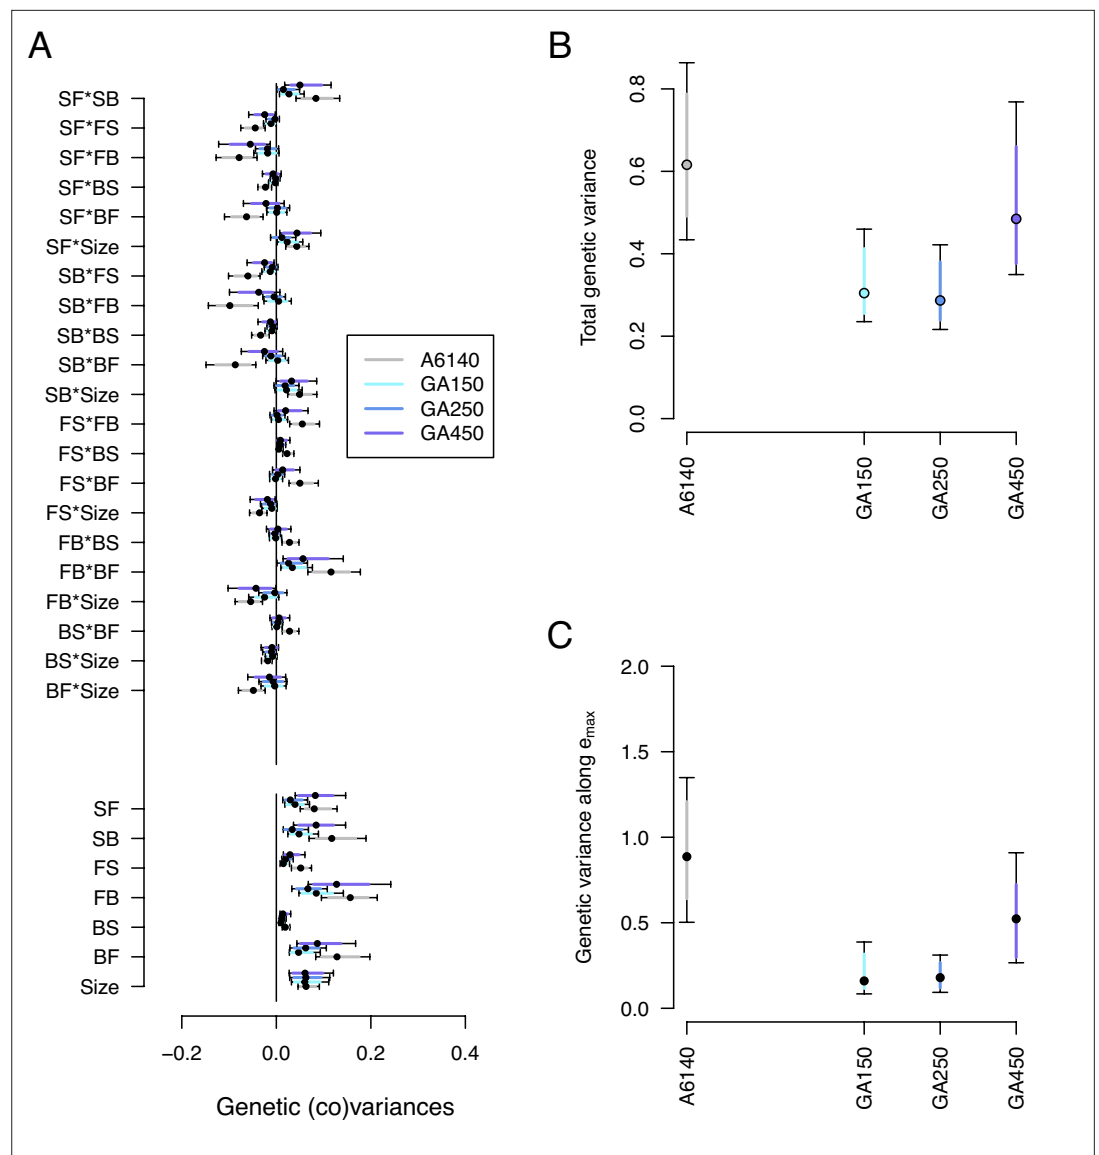 A
SF*SB
SF*FS
SF*FB
SF*BS
SF*BF
SF*Size
SB*FS
SB*FB
SB*BS
SB*BF
SB*Size
FS*FB
FS*BS
FS*BF
FS*Size
FB*BS
FB*BF
FB*Size
BS*BF
BS*Size
BF*Size
SF
SB
FS
FB
BS
BF
Size
−0.2 0.0 0.2 0.4
Genetic (co)variances
A6140
GA150
GA250
GA450
B
Total genetic variance
0.8
0.6
0.4
0.2
0.0
A6140 GA150 GA250 GA450
C
Genetic variance along emax
2.0
1.5
1.0
0.5
0.0
A6140 GA150 GA250 GA450